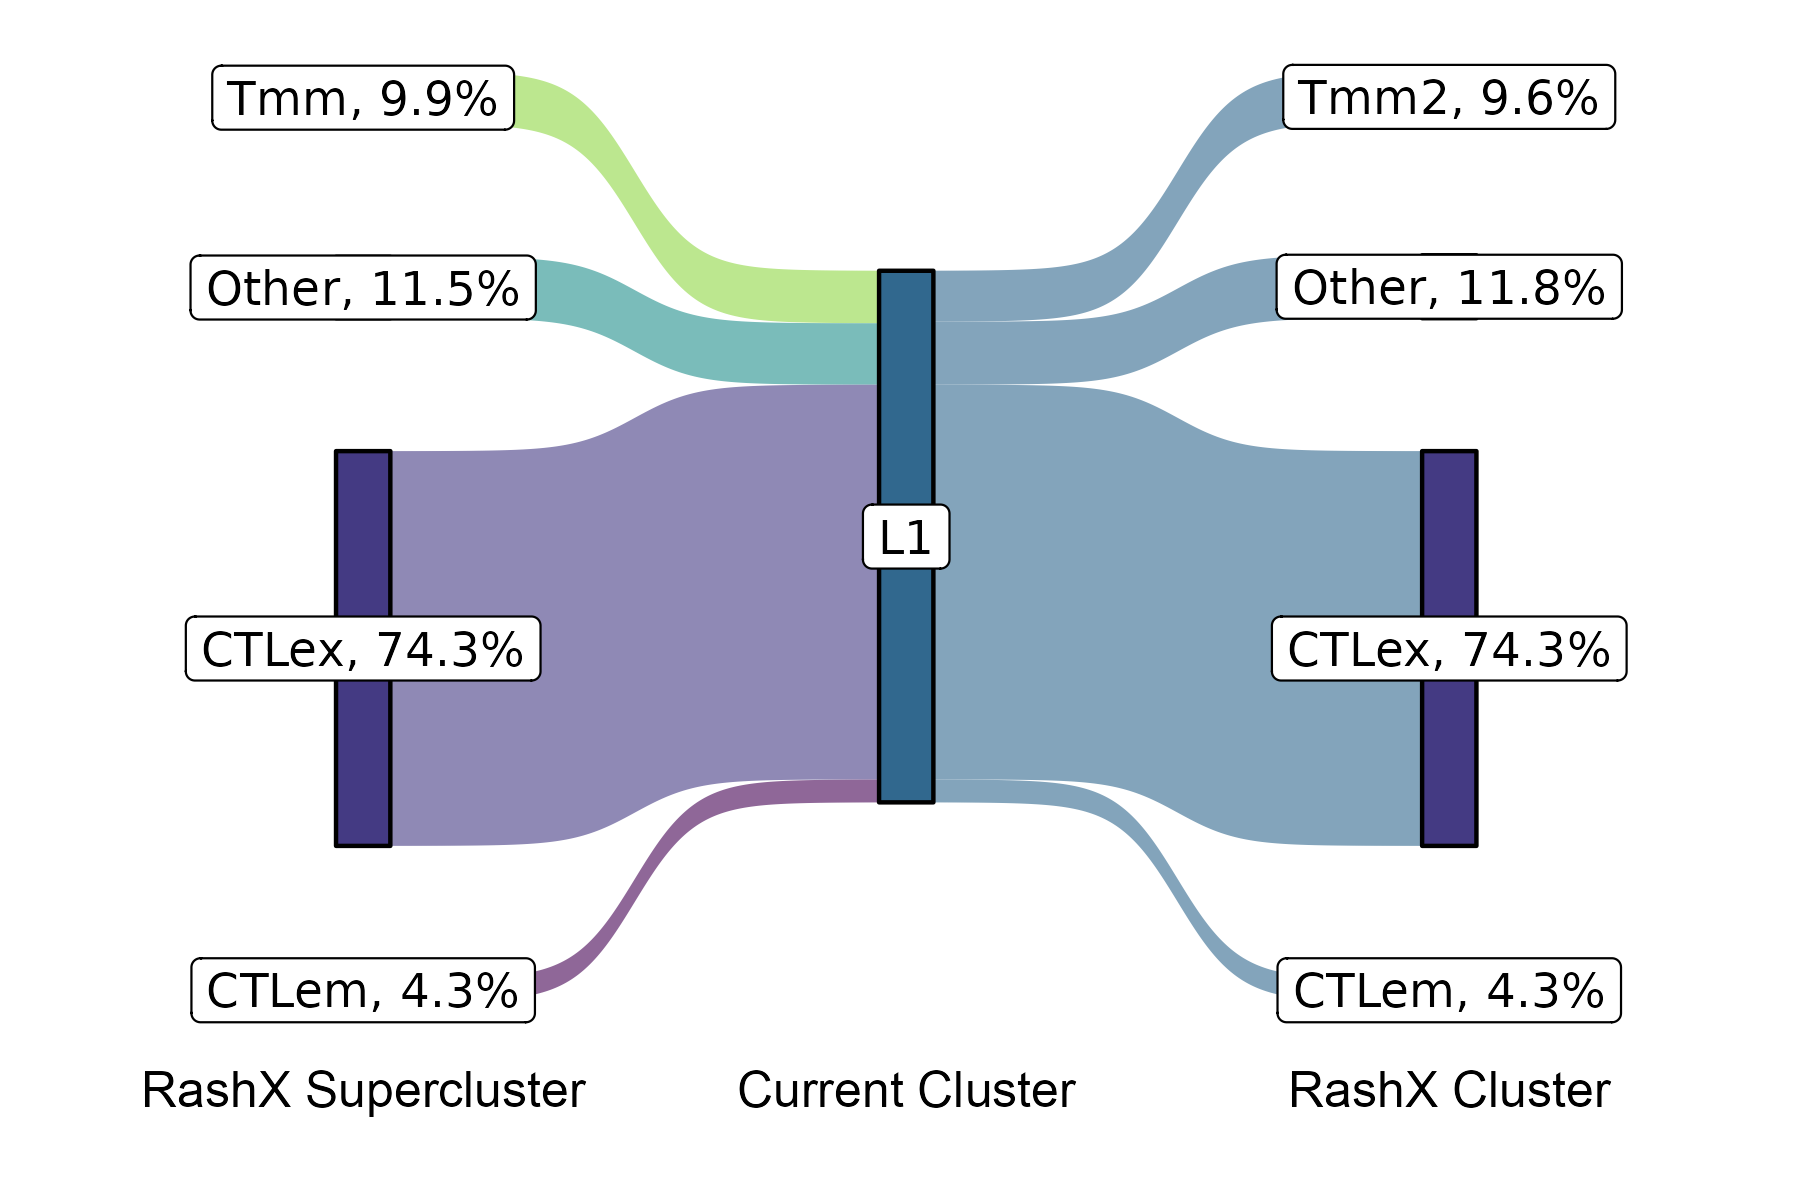 Tmm, 9.9%
Tmm2, 9.6%
Other, 11.5%
Other, 11.8%
L1
CTLex, 74.3%
CTLex, 74.3%
CTLem, 4.3%
CTLem, 4.3%
RashX Supercluster
Current Cluster
RashX Cluster